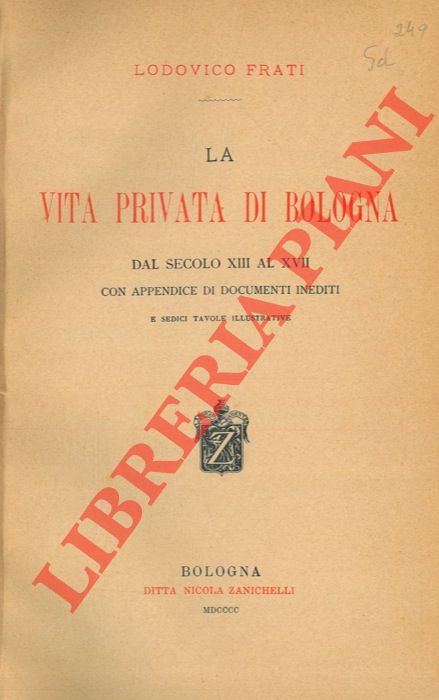 249
LODOVICO FRATI
LA
VITA PRIVATA DI BOLOGNA
DAL SECOLO XIII AL XVII
CON APPENDICE DI DOCUMENTI INEDITI
E SEDICI TAVOLE ILLUSTRATIVE
Z
BOLOGNA
DITTA NICOLA ZANICHELLI
MDCCCC
LIBRERIA PIANI